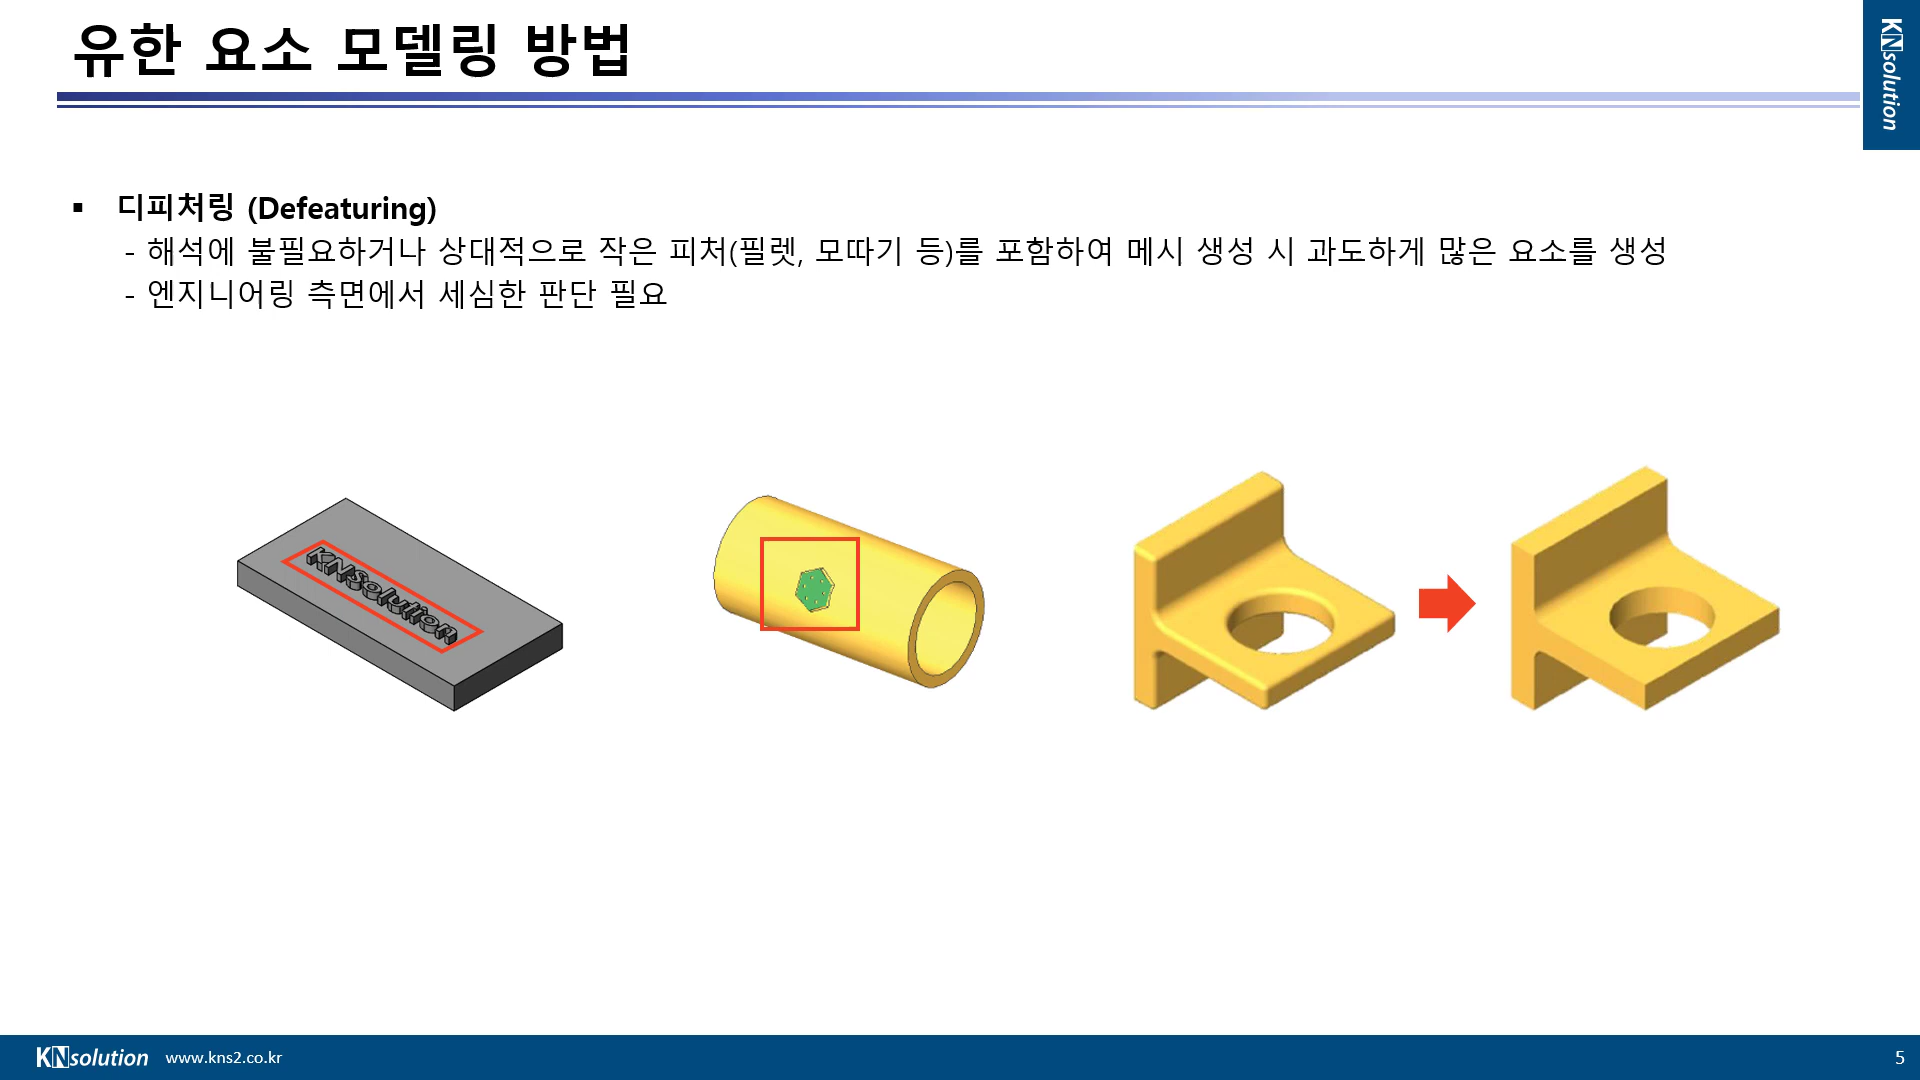 유한 요소 모델링 방법
KNsolution
▪ 디피처링 (Defeaturing)
- 해석에 불필요하거나 상대적으로 작은 피처(필렛, 모따기 등)를 포함하여 메시 생성 시 과도하게 많은 요소를 생성
- 엔지니어링 측면에서 세심한 판단 필요
KNSolution
KNsolution www.kns2.co.kr
5